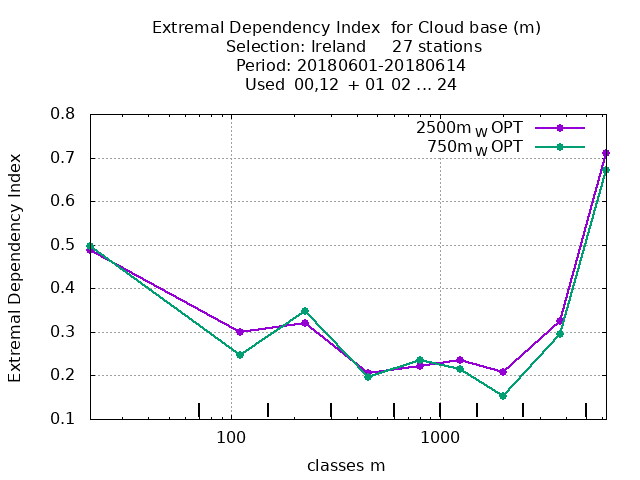 Extremal Dependency Index  for Cloud base (m)
Selection: Ireland     27 stations
Period: 20180601-20180614
Used  00,12  + 01 02 ... 24
0.8
0.7
0.6
0.5
0.4
0.3
0.2
0.1
Extremal Dependency Index
2500m W OPT
750m W OPT
100 1000
classes m